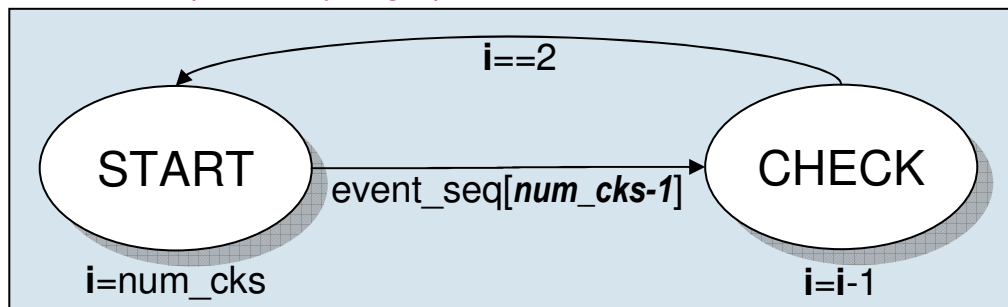 i==2
START
CHECK
event_seq[num_cks-1]
i=num_cks
i=i-1